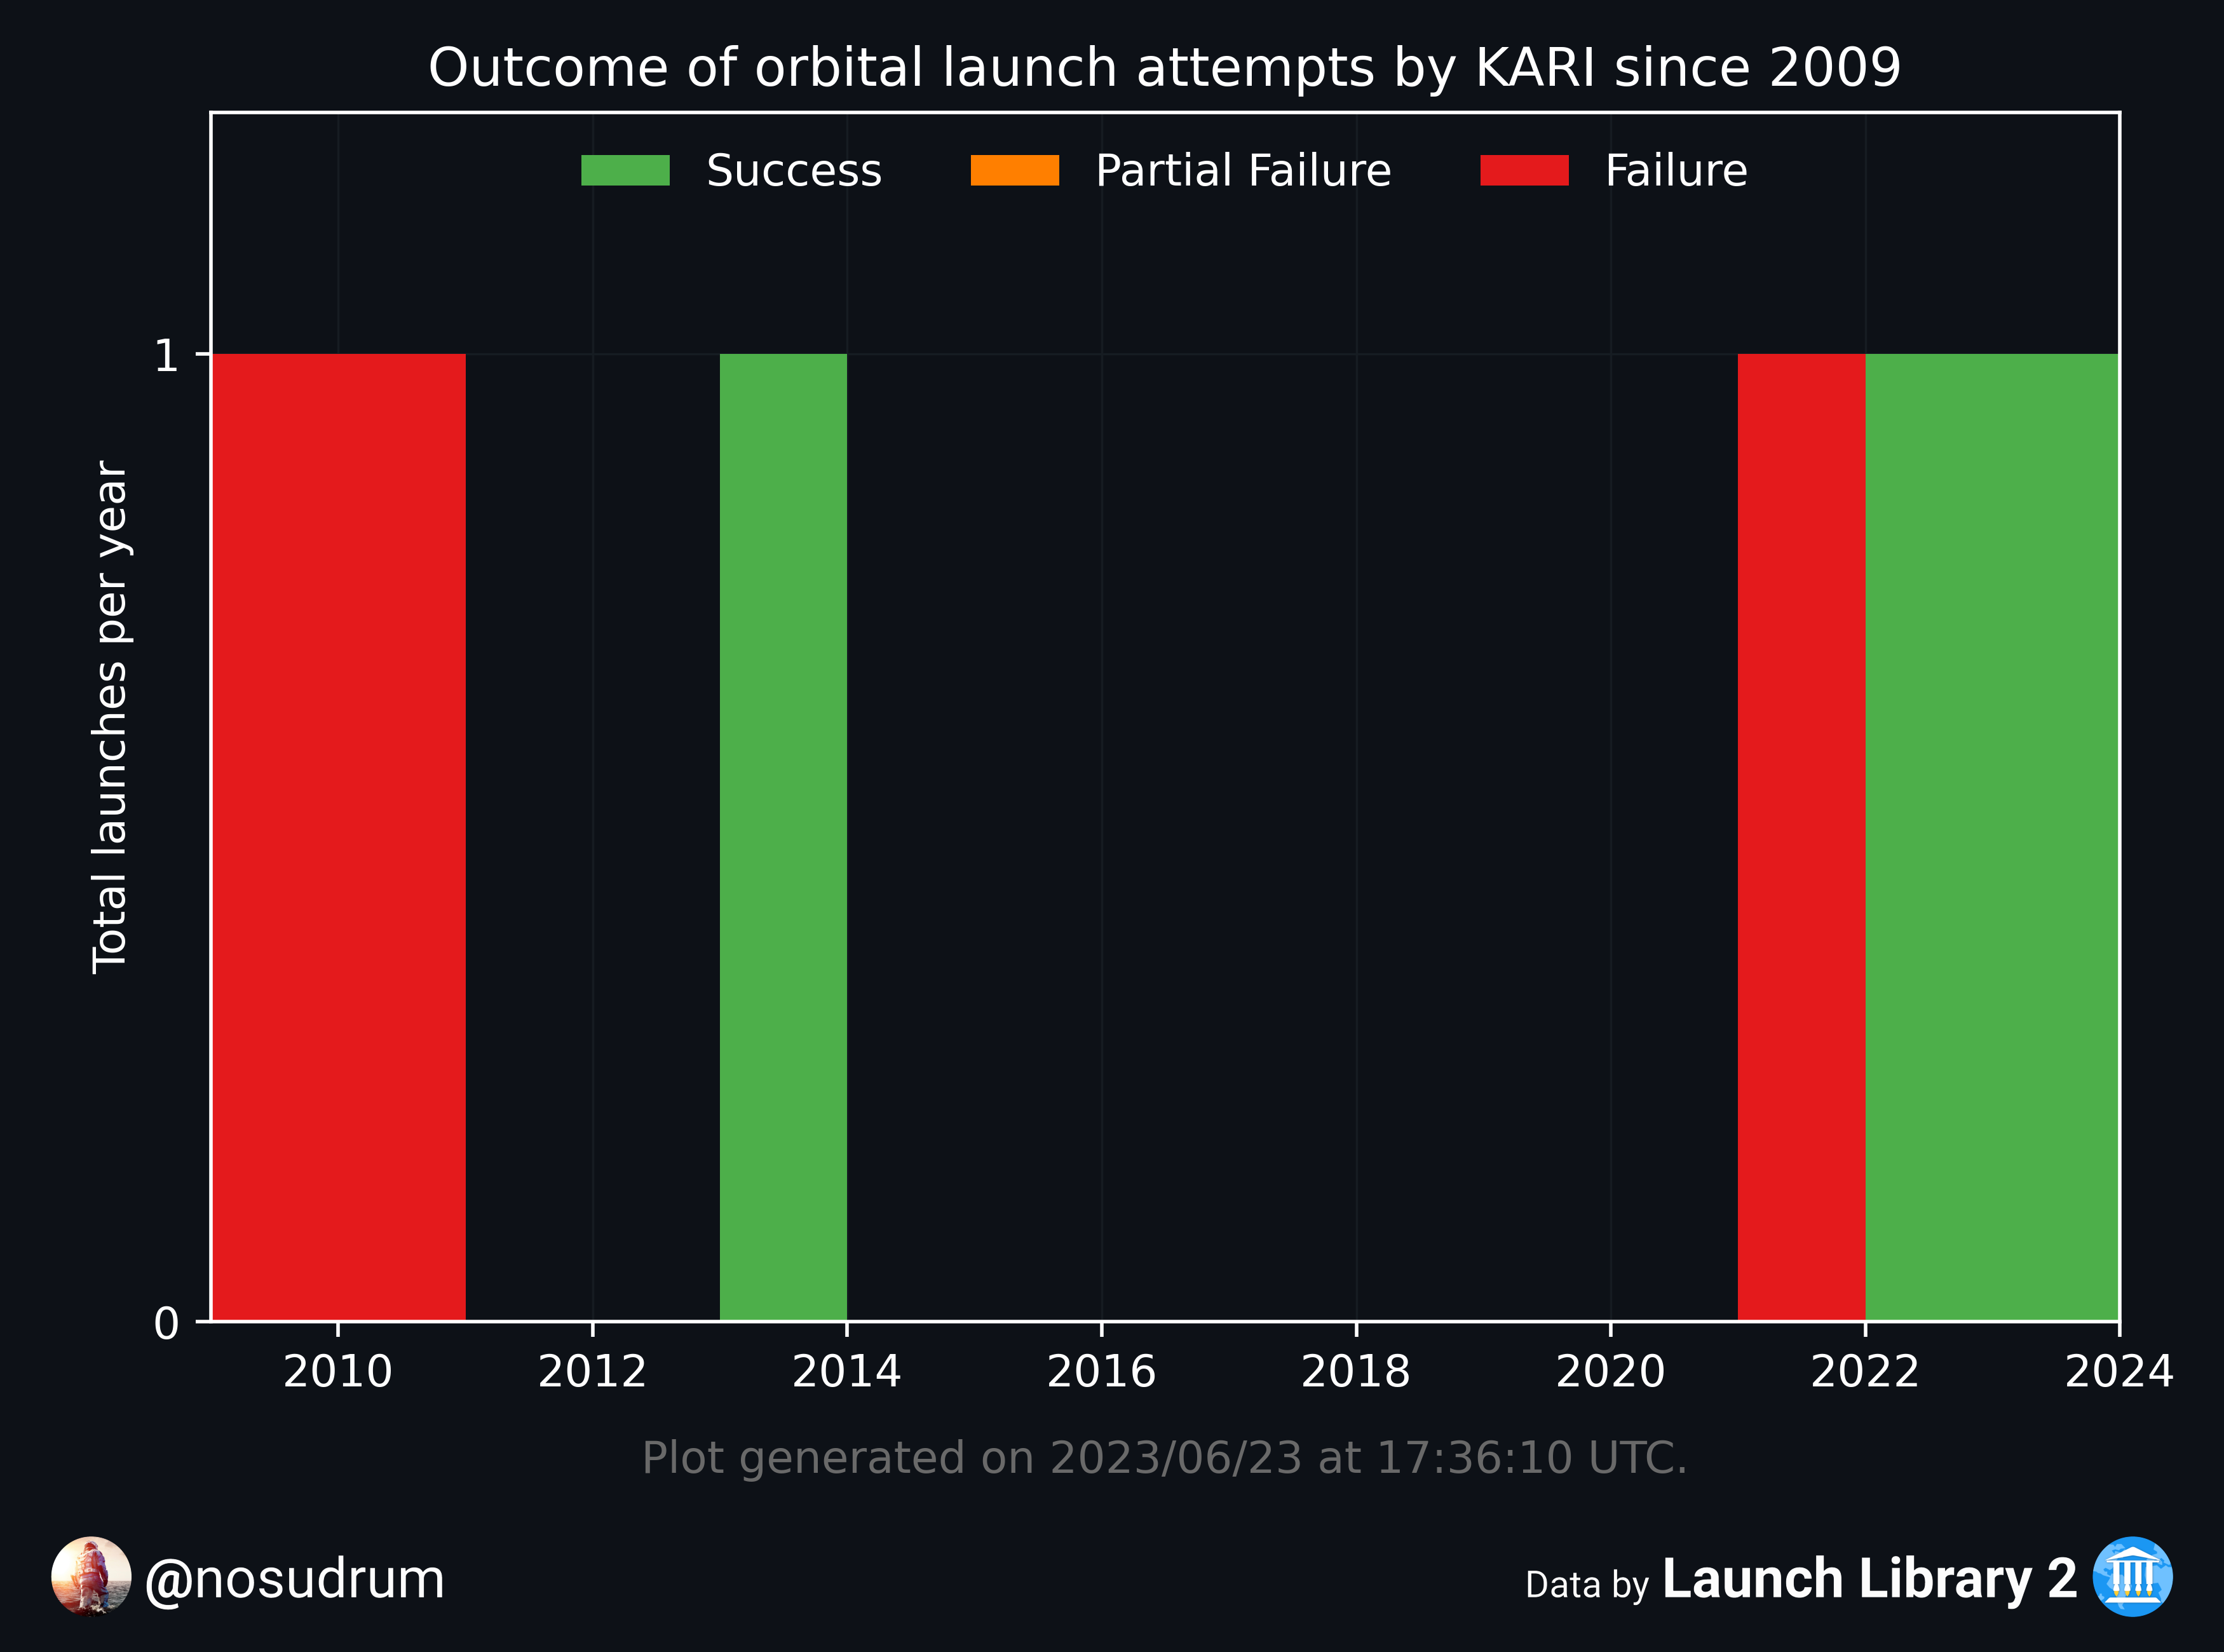 Outcome of orbital launch attempts by KARI since 2009
Success Partial Failure Failure
Total launches per year
1
0
2010 2012 2014 2016 2018 2020 2022 2024
Plot generated on 2023/06/23 at 17:36:10 UTC.
@nosudrum
Data by Launch Library 2